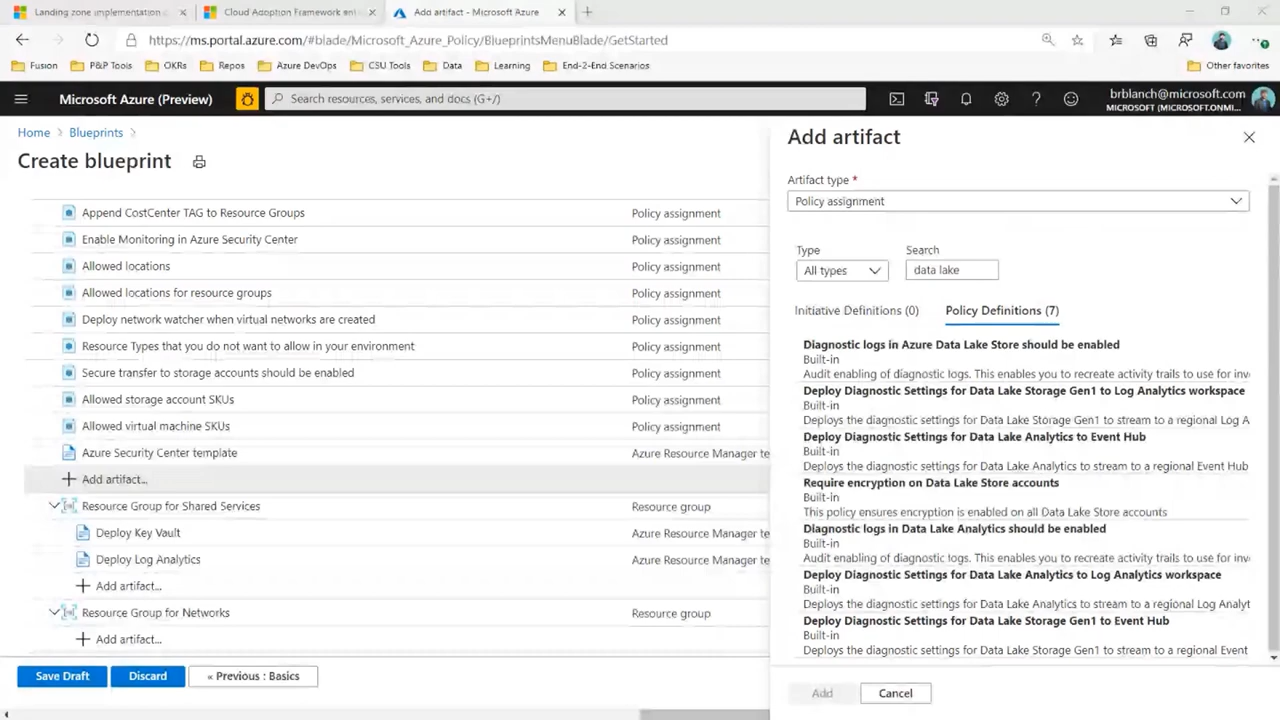 Landing zone implementation
Cloud Adoption Framework en
Add artifact - Microsoft Azure
https://ms.portal.azure.com/#blade/Microsoft_Azure_Policy/BlueprintsMenuBlade/GetStarted
Fusion P&P Tools OKRs Repos Azure DevOps CSU Tools Data Learning End-2-End Scenarios Other favorites
Microsoft Azure (Preview)
Search resources, services, and docs (G+/)
brblanch@microsoft.com
MICROSOFT (MICROSOFT.ONMI...
Home > Blueprints >
Create blueprint
Append CostCenter TAG to Resource Groups Policy assignment
Enable Monitoring in Azure Security Center Policy assignment
Allowed locations Policy assignment
Allowed locations for resource groups Policy assignment
Deploy network watcher when virtual networks are created Policy assignment
Resource Types that you do not want to allow in your environment Policy assignment
Secure transfer to storage accounts should be enabled Policy assignment
Allowed storage account SKUs Policy assignment
Allowed virtual machine SKUs Policy assignment
Azure Security Center template Azure Resource Manager te
+ Add artifact...
Resource Group for Shared Services Resource group
Deploy Key Vault Azure Resource Manager te
Deploy Log Analytics Azure Resource Manager te
+ Add artifact...
Resource Group for Networks Resource group
+ Add artifact...
Save Draft Discard « Previous : Basics
Add artifact
Artifact type *
Policy assignment
Type Search
All types data lake
Initiative Definitions (0) Policy Definitions (7)
Diagnostic logs in Azure Data Lake Store should be enabled
Built-in
Audit enabling of diagnostic logs. This enables you to recreate activity trails to use for inv
Deploy Diagnostic Settings for Data Lake Storage Gen1 to Log Analytics workspace
Built-in
Deploys the diagnostic settings for Data Lake Storage Gen1 to stream to a regional Log A
Deploy Diagnostic Settings for Data Lake Analytics to Event Hub
Built-in
Deploys the diagnostic settings for Data Lake Analytics to stream to a regional Event Hub
Require encryption on Data Lake Store accounts
Built-in
This policy ensures encryption is enabled on all Data Lake Store accounts
Diagnostic logs in Data Lake Analytics should be enabled
Built-in
Audit enabling of diagnostic logs. This enables you to recreate activity trails to use for inv
Deploy Diagnostic Settings for Data Lake Analytics to Log Analytics workspace
Built-in
Deploys the diagnostic settings for Data Lake Analytics to stream to a regional Log Analyt
Deploy Diagnostic Settings for Data Lake Storage Gen1 to Event Hub
Built-in
Deploys the diagnostic settings for Data Lake Storage Gen1 to stream to a regional Event
Add Cancel